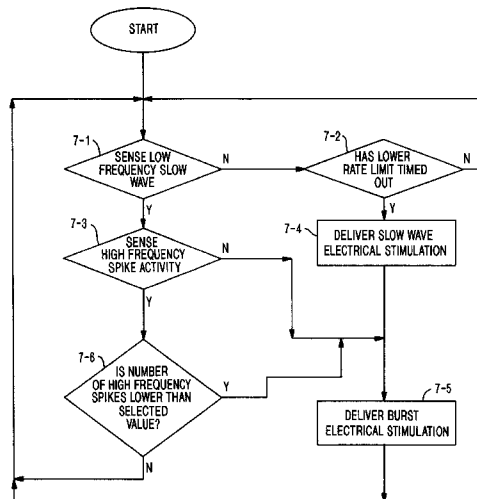 START
7-1
SENSE LOW
FREQUENCY SLOW
WAVE
N
Y
7-2
HAS LOWER
RATE LIMIT TIMED
OUT
N
Y
7-3
SENSE
HIGH FREQUENCY
SPIKE ACTIVITY
N
Y
7-4
DELIVER SLOW WAVE
ELECTRICAL STIMULATION
7-6
IS NUMBER
OF HIGH FREQUENCY
SPIKES LOWER THAN
SELECTED
VALUE?
Y
N
7-5
DELIVER BURST
ELECTRICAL STIMULATION